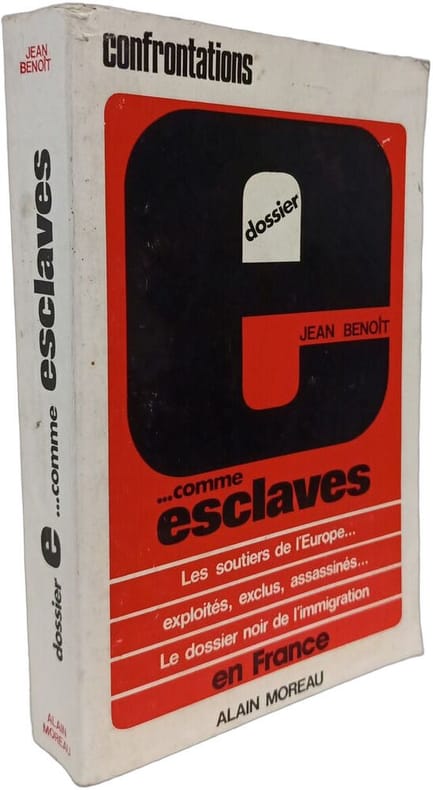 JEAN
BENOÎT
dossier e ...comme esclaves
ALAIN
MOREAU
confrontations
e
dossier
JEAN BENOÎT
...comme
esclaves
Les soutiers de l'Europe...
exploités, exclus, assassinés...
Le dossier noir de l'immigration
en France
ALAIN MOREAU